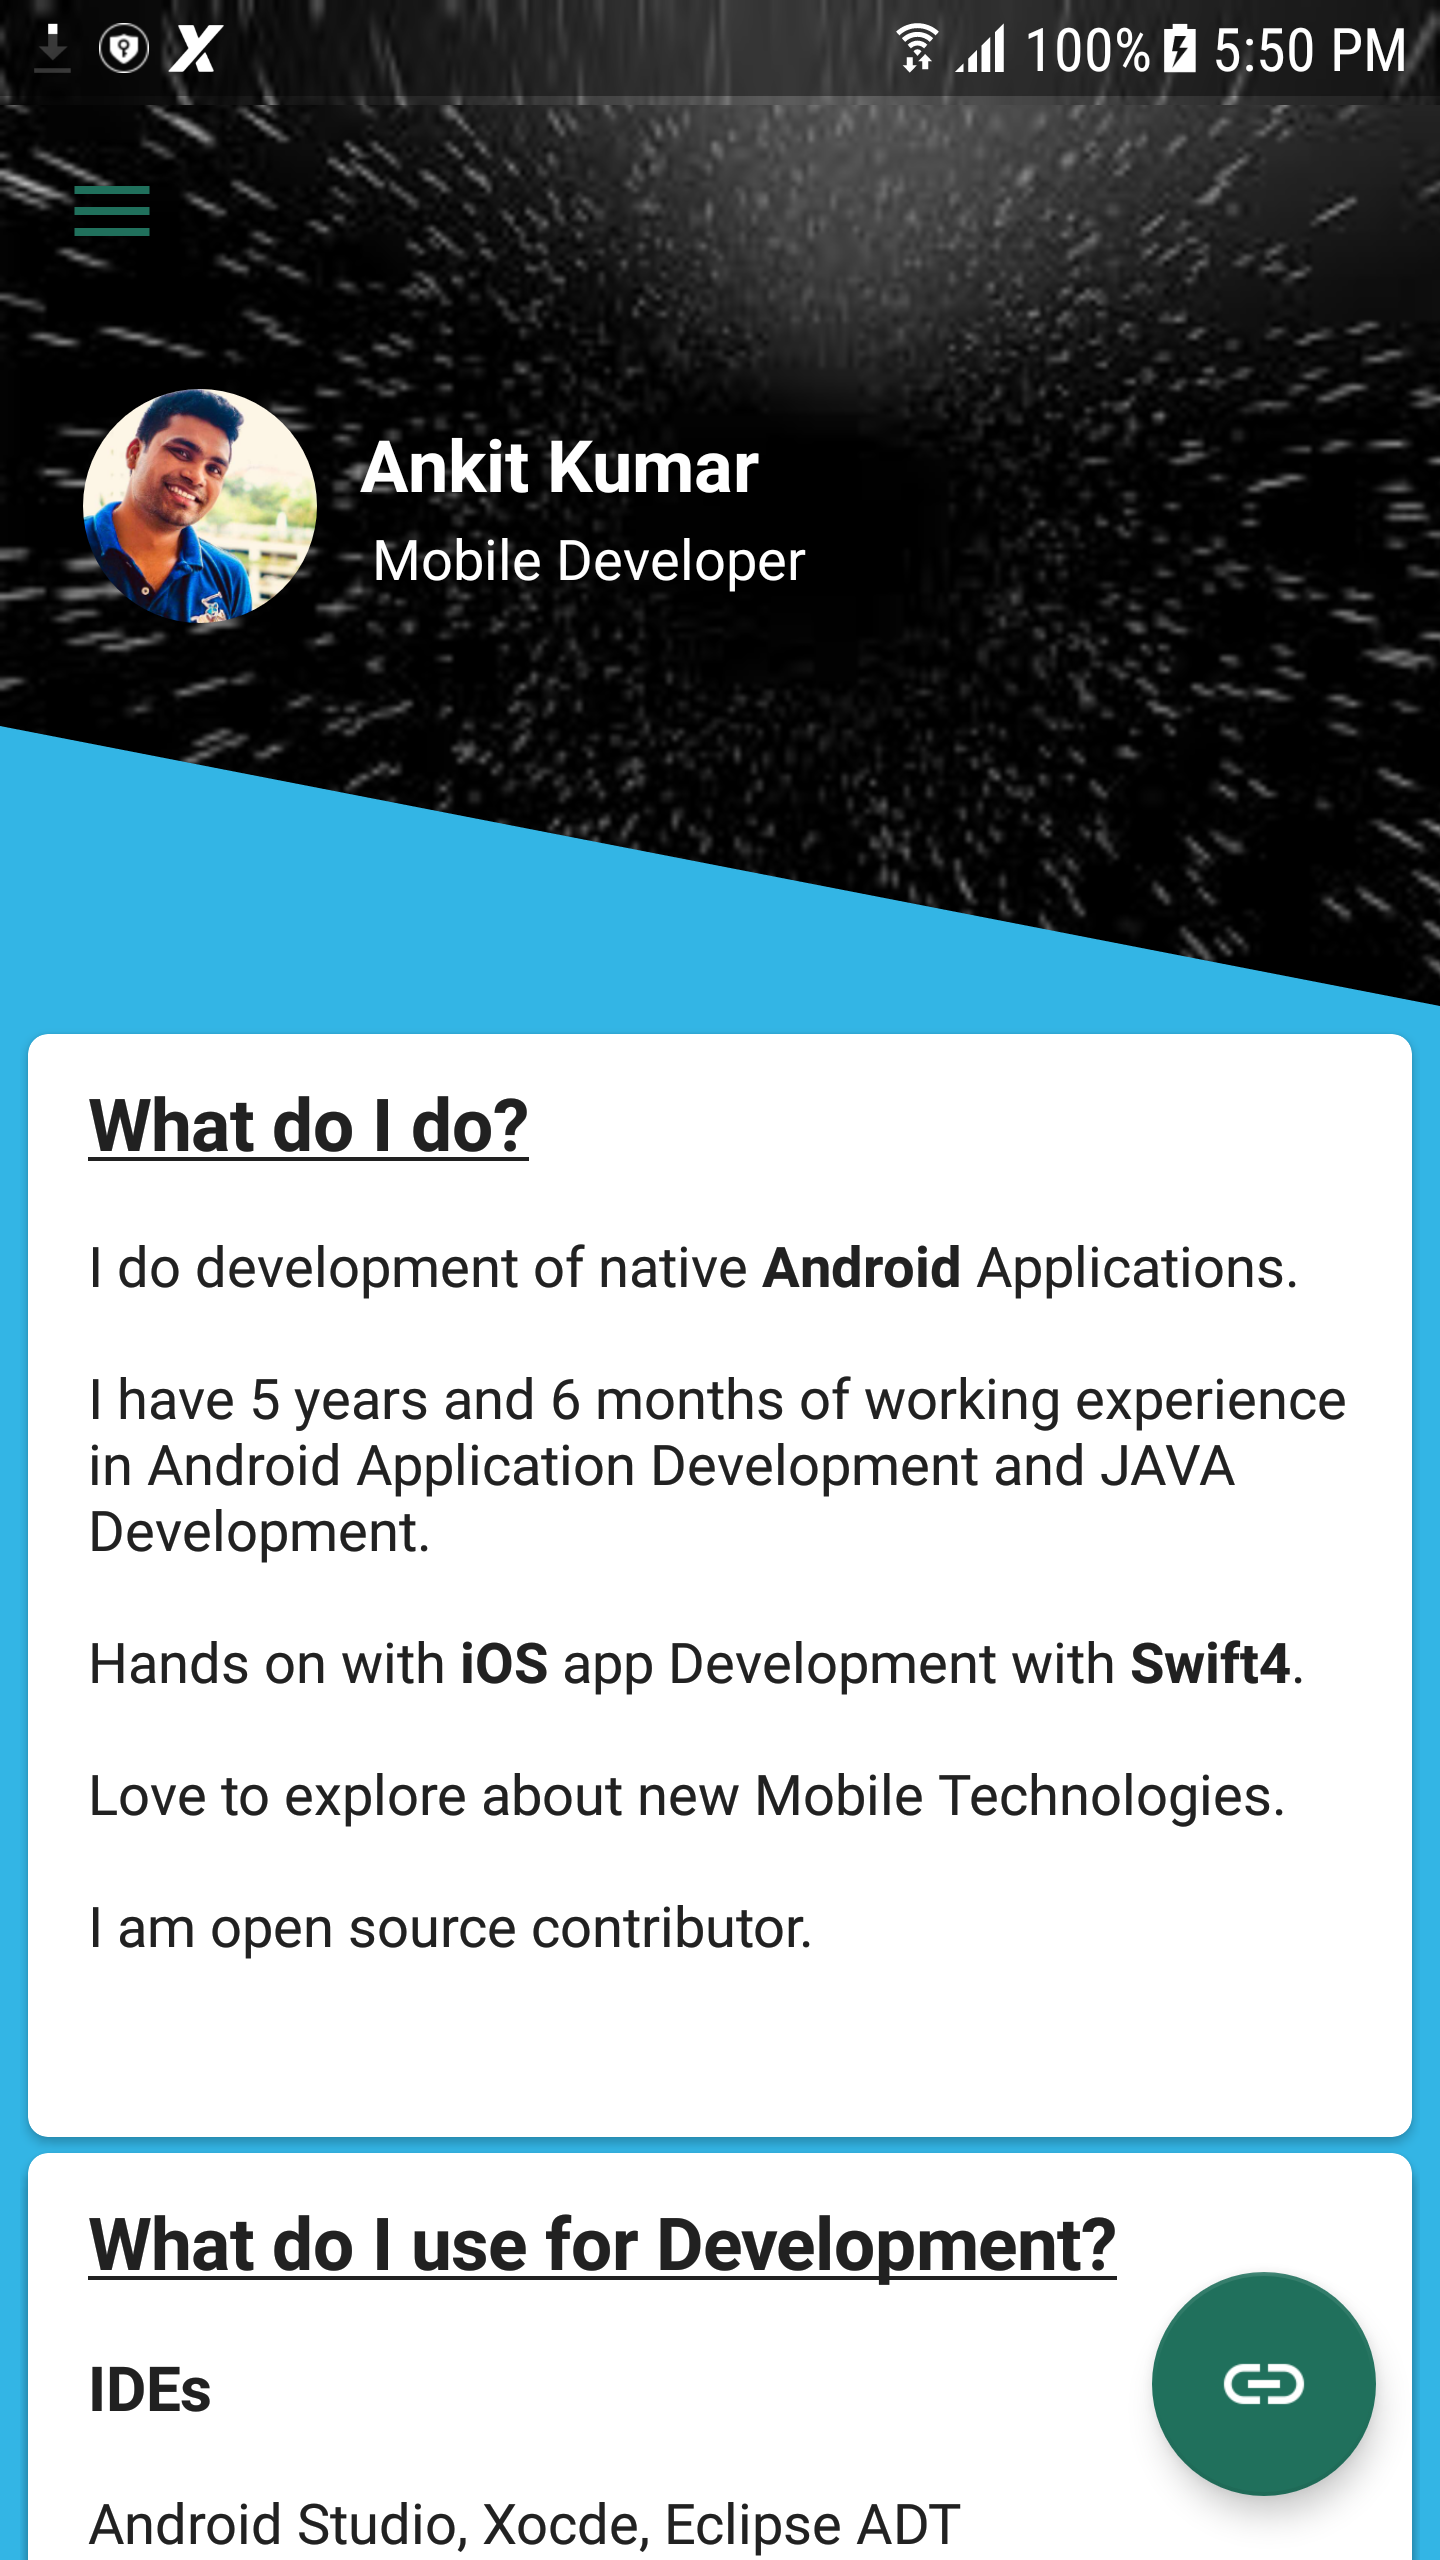 100% 5:50 PM
Ankit Kumar
Mobile Developer
What do I do?
I do development of native Android Applications.
I have 5 years and 6 months of working experience
in Android Application Development and JAVA
Development.
Hands on with iOS app Development with Swift4.
Love to explore about new Mobile Technologies.
I am open source contributor.
What do I use for Development?
IDEs
Android Studio, Xocde, Eclipse ADT